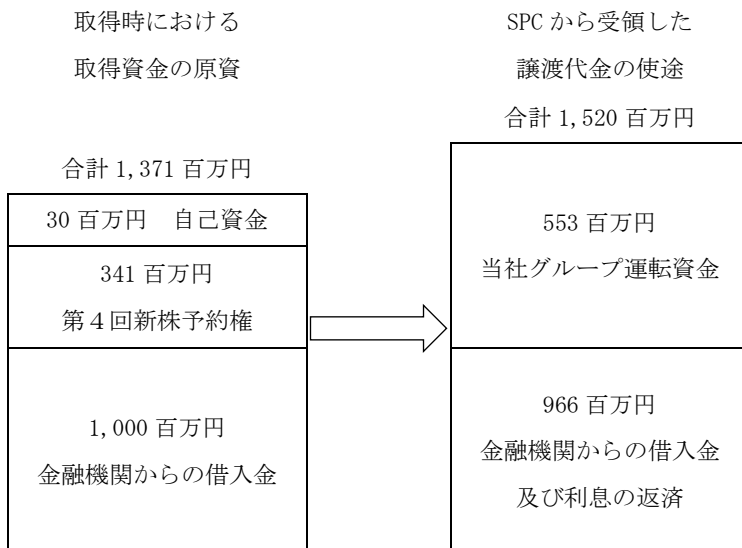 取得時における
取得資金の原資
合計 1,371 百万円
30 百万円 自己資金
341 百万円
第4回新株予約権
1,000 百万円
金融機関からの借入金
SPC から受領した
譲渡代金の使途
合計 1,520 百万円
553 百万円
当社グループ運転資金
966 百万円
金融機関からの借入金
及び利息の返済